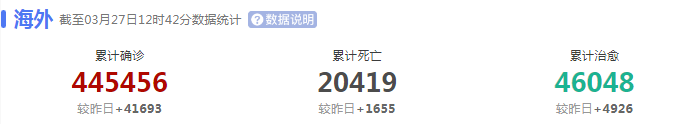 海外 截至03月27日12时42分数据统计 ? 数据说明
累计确诊 累计死亡 累计治愈
445456 20419 46048
较昨日+41693 较昨日+1655 较昨日+4926